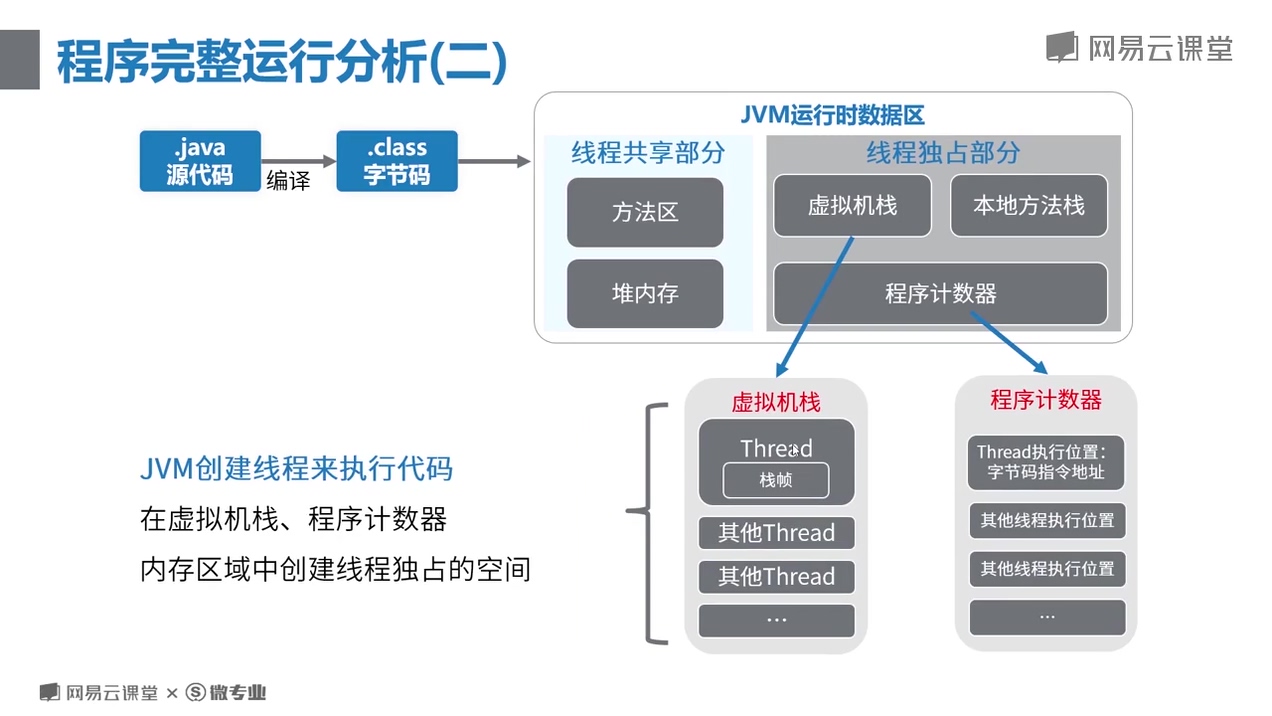 程序完整运行分析(二)
网易云课堂
.java
源代码
编译
.class
字节码
JVM运行时数据区
线程共享部分
方法区
堆内存
线程独占部分
虚拟机栈
本地方法栈
程序计数器
JVM创建线程来执行代码
在虚拟机栈、程序计数器
内存区域中创建线程独占的空间
虚拟机栈
Thread
栈帧
其他Thread
其他Thread
...
程序计数器
Thread执行位置：
字节码指令地址
其他线程执行位置
其他线程执行位置
...
网易云课堂 × Ⓢ微专业